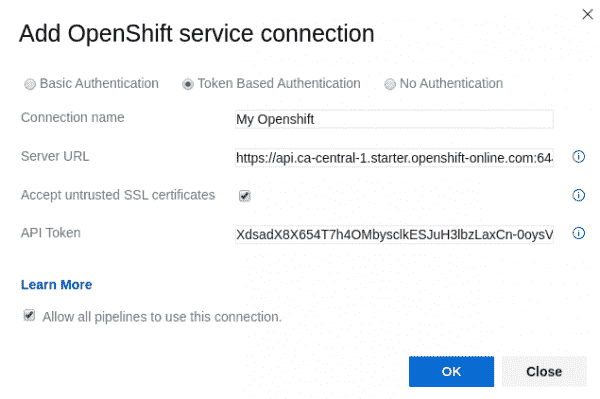 Add OpenShift service connection
Basic Authentication Token Based Authentication No Authentication
Connection name My Openshift
Server URL https://api.ca-central-1.starter.openshift-online.com:64
Accept untrusted SSL certificates
API Token XdsadX8X654T7h4OMbysclkESJuH3lbzLaxCn-0oysV
Learn More
Allow all pipelines to use this connection.
OK Close